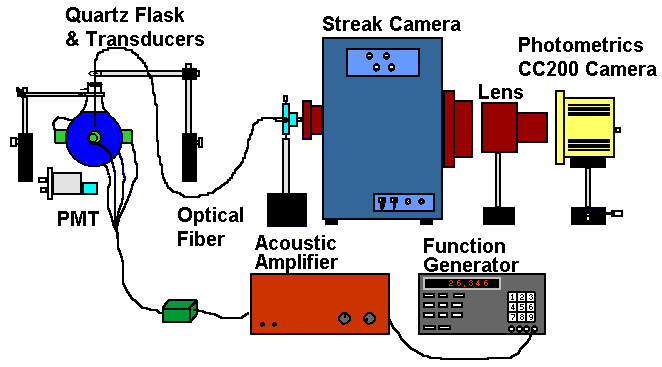 Quartz Flask
& Transducers
Streak Camera
Photometrics
CC200 Camera
Lens
PMT
Optical
Fiber
Acoustic
Amplifier
Function
Generator
26,346
1 2 3
4 5 6
7 8 9